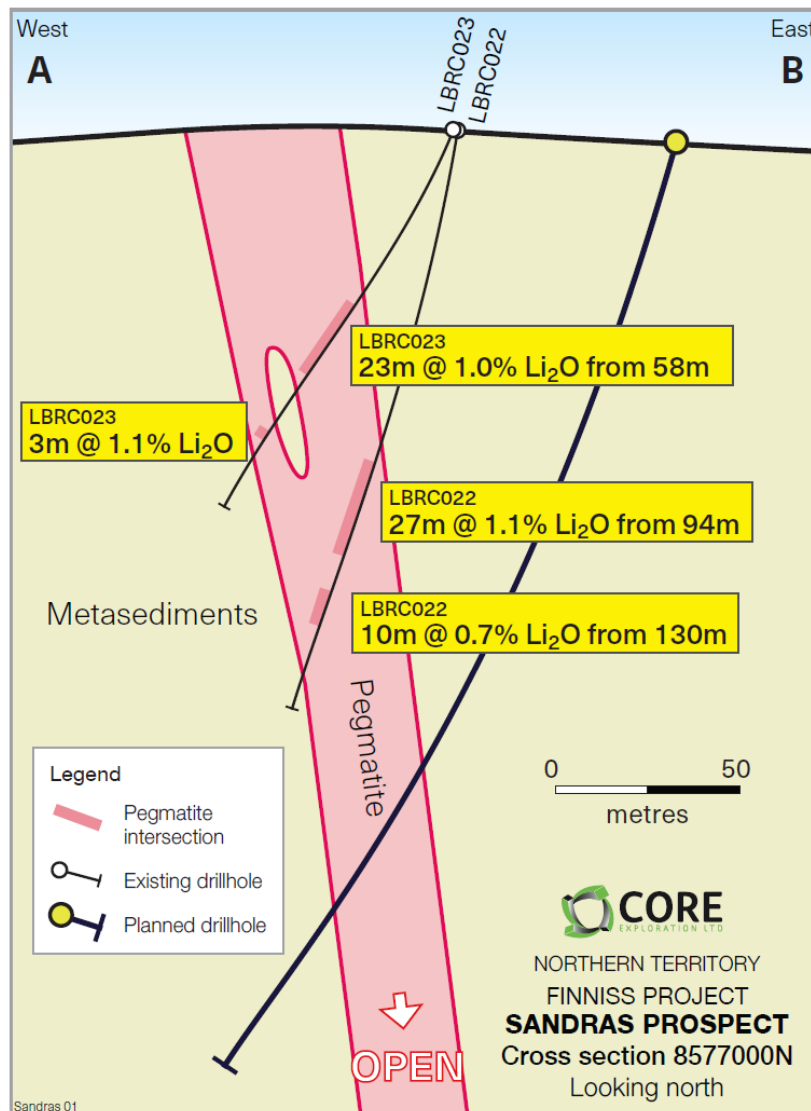 West
East
A
B
LBRC023
LBRC022
LBRC023
23m @ 1.0% Li₂O from 58m
LBRC023
3m @ 1.1% Li₂O
LBRC022
27m @ 1.1% Li₂O from 94m
LBRC022
10m @ 0.7% Li₂O from 130m
Metasediments
Pegmatite
Legend
Pegmatite
intersection
Existing drillhole
Planned drillhole
0 50
metres
CORE
EXPLORATION LTD
NORTHERN TERRITORY
FINNISS PROJECT
SANDRAS PROSPECT
Cross section 8577000N
Looking north
OPEN
Sandras 01